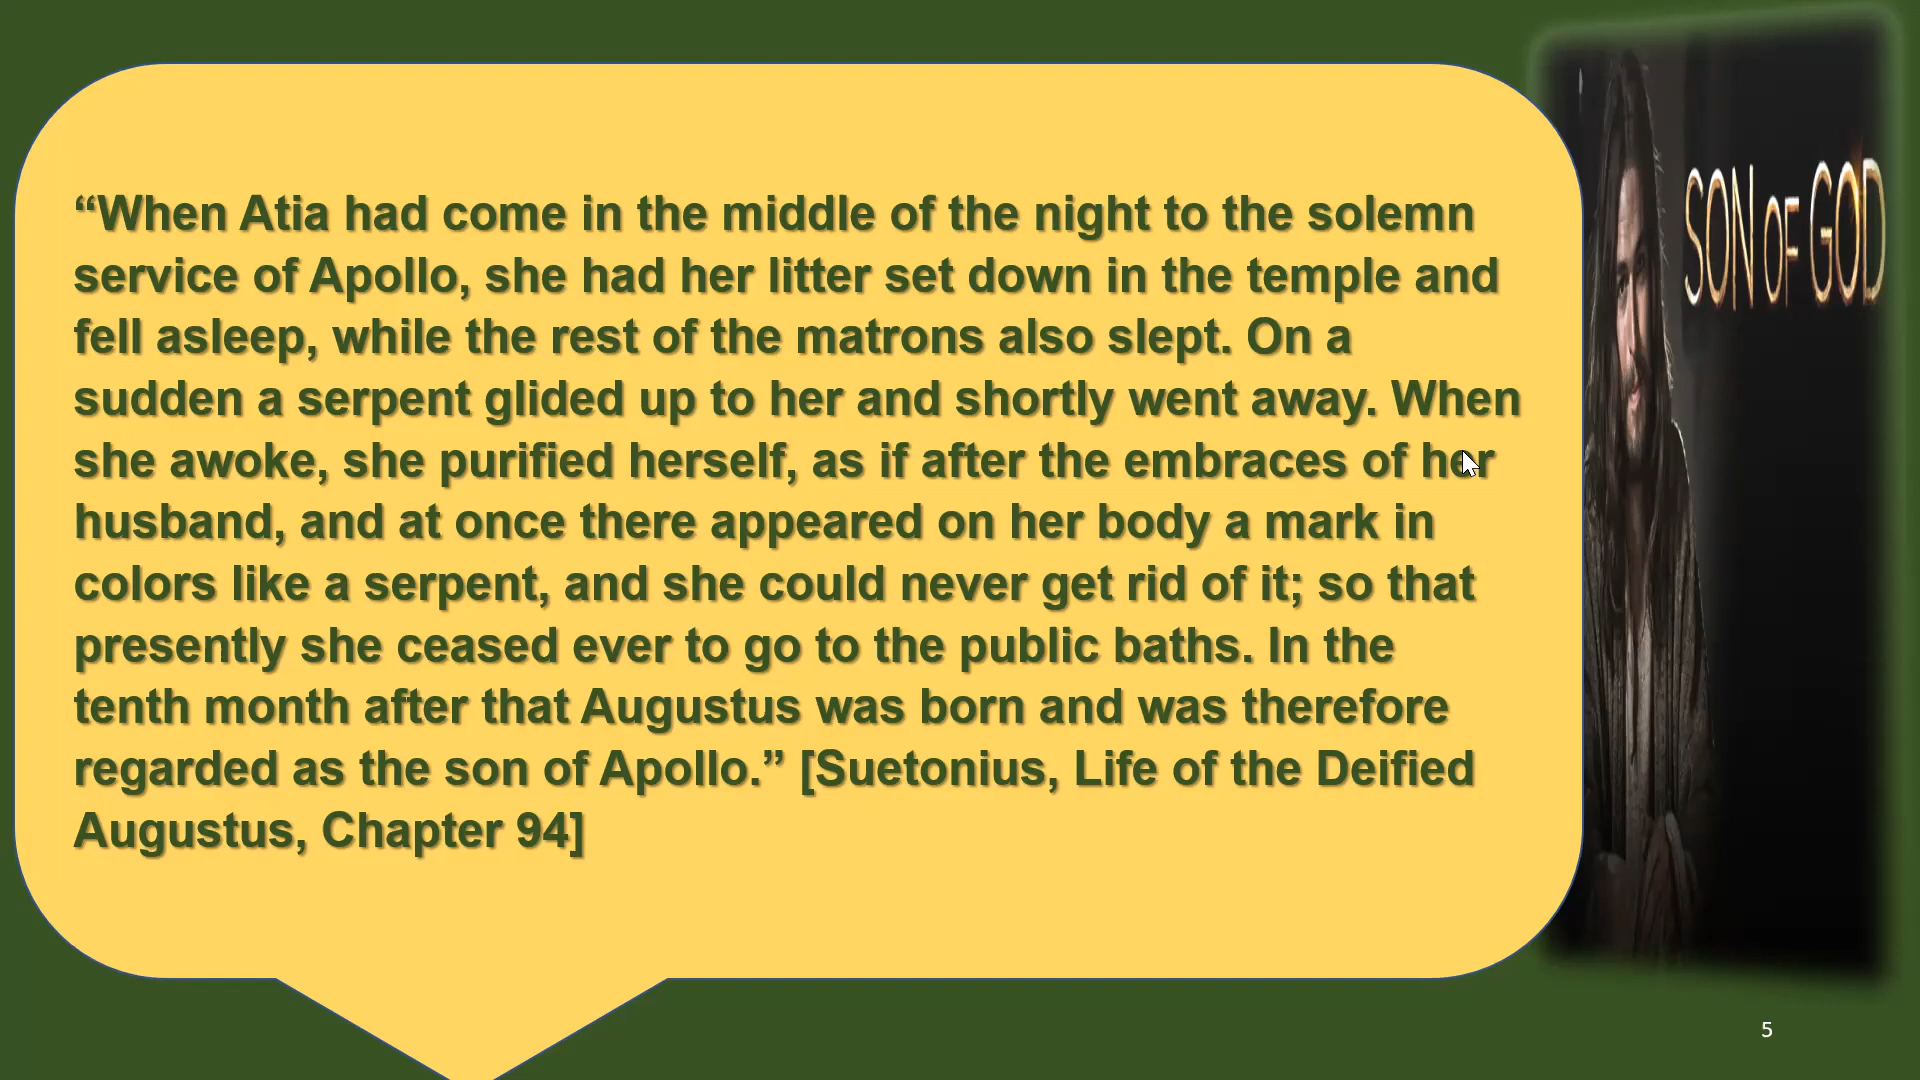 “When Atia had come in the middle of the night to the solemn
service of Apollo, she had her litter set down in the temple and
fell asleep, while the rest of the matrons also slept. On a
sudden a serpent glided up to her and shortly went away. When
she awoke, she purified herself, as if after the embraces of her
husband, and at once there appeared on her body a mark in
colors like a serpent, and she could never get rid of it; so that
presently she ceased ever to go to the public baths. In the
tenth month after that Augustus was born and was therefore
regarded as the son of Apollo.” [Suetonius, Life of the Deified
Augustus, Chapter 94]
SON OF GOD
5